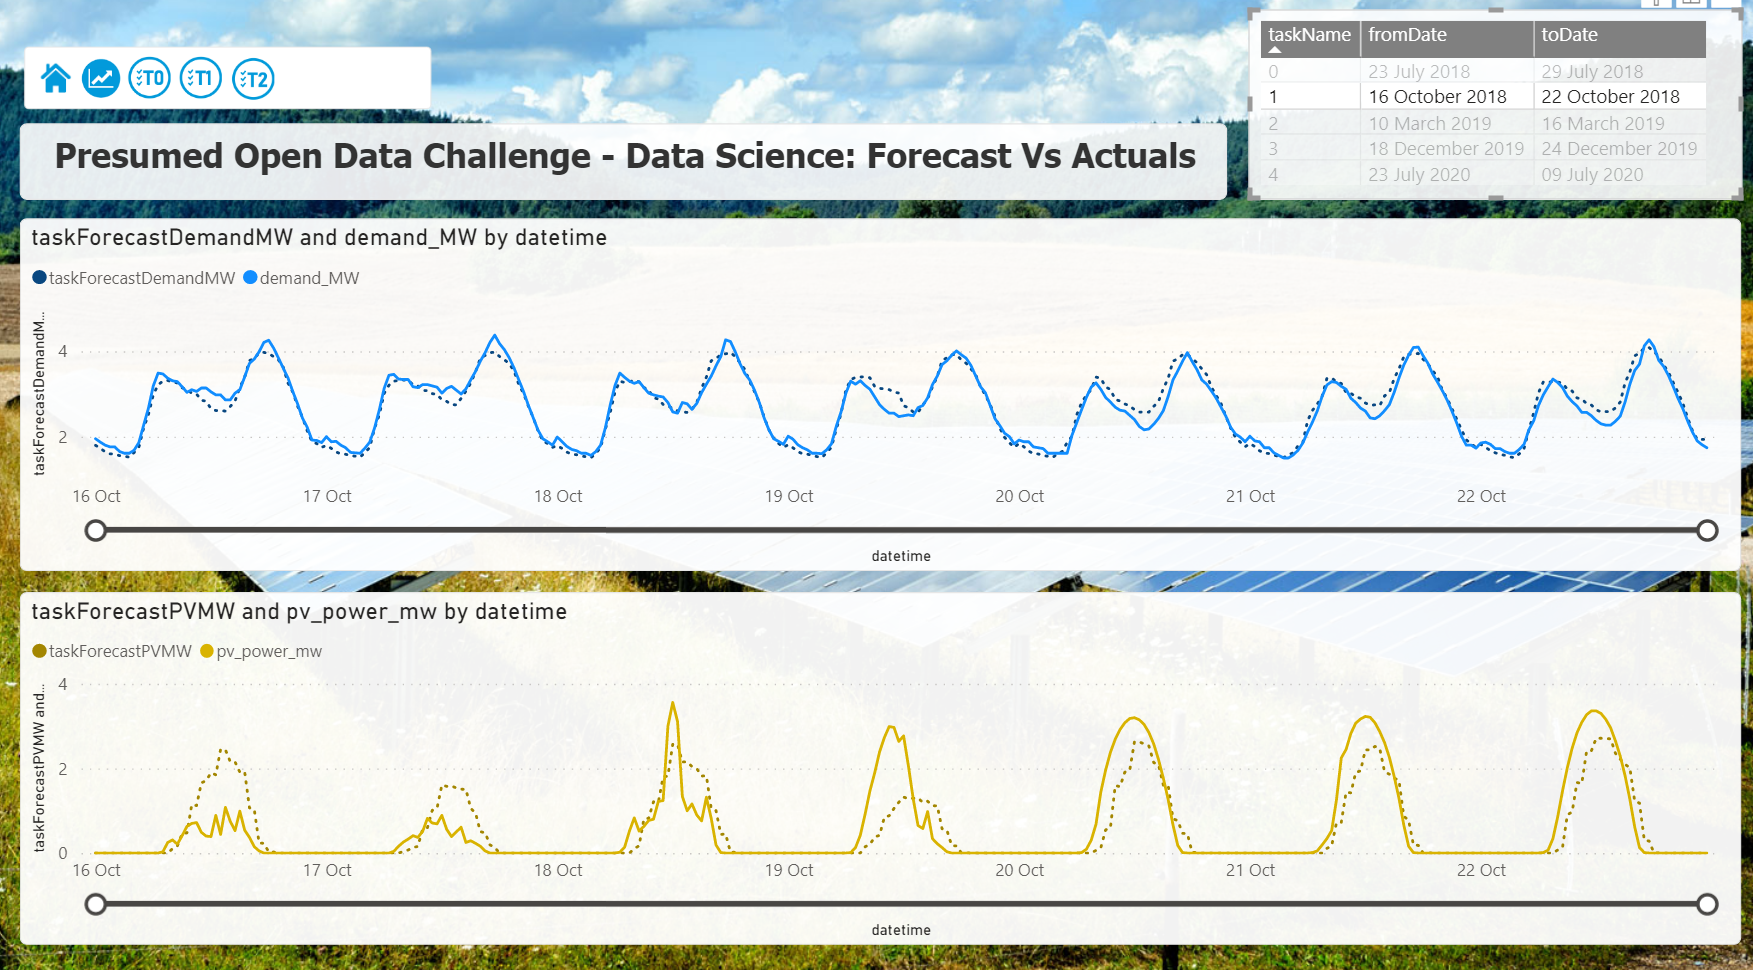 T0 T1 T2
Presumed Open Data Challenge - Data Science: Forecast Vs Actuals
taskName fromDate toDate
0 23 July 2018 29 July 2018
1 16 October 2018 22 October 2018
2 10 March 2019 16 March 2019
3 18 December 2019 24 December 2019
4 23 July 2020 09 July 2020
taskForecastDemandMW and demand_MW by datetime
taskForecastDemandMW demand_MW
taskForecastDemandM...
4
2
16 Oct 17 Oct 18 Oct 19 Oct 20 Oct 21 Oct 22 Oct
datetime
taskForecastPVMW and pv_power_mw by datetime
taskForecastPVMW pv_power_mw
taskForecastPVMW and...
4
2
0
16 Oct 17 Oct 18 Oct 19 Oct 20 Oct 21 Oct 22 Oct
datetime